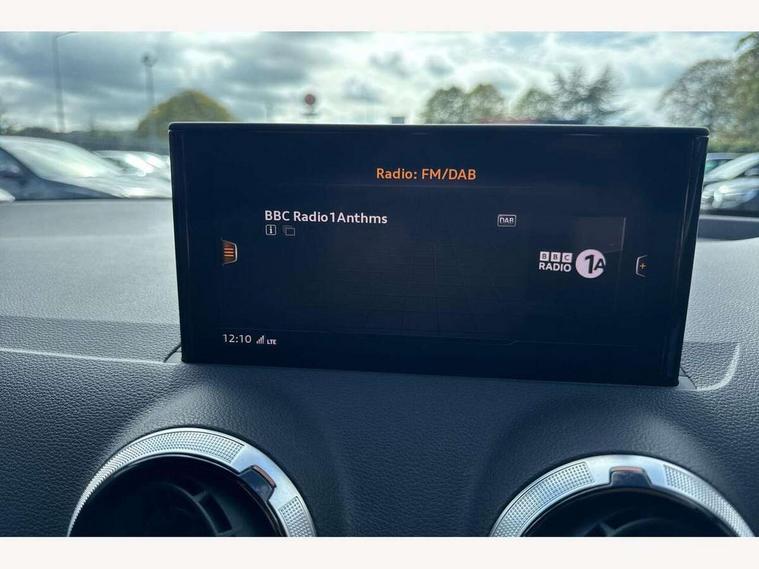 Radio: FM/DAB
BBC Radio1Anthms
DAB
BBC
RADIO 1A
12:10 LTE